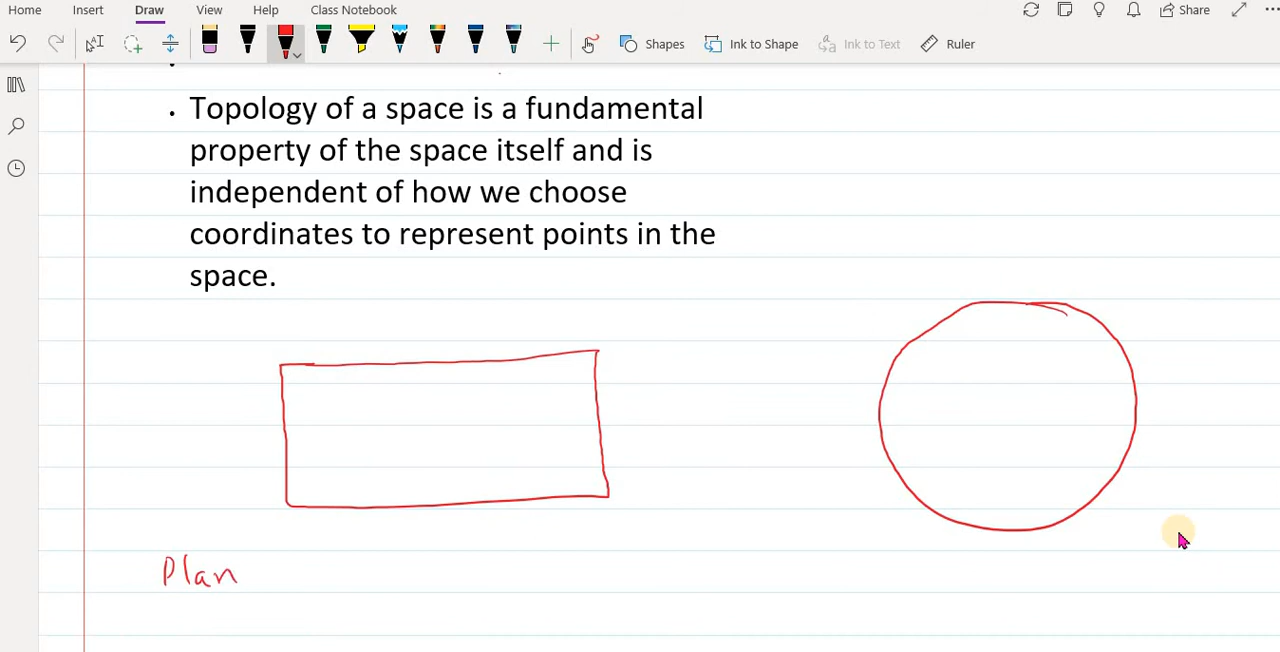 Home Insert Draw View Help Class Notebook Share
Shapes Ink to Shape Ink to Text Ruler
• Topology of a space is a fundamental
property of the space itself and is
independent of how we choose
coordinates to represent points in the
space.
Plan